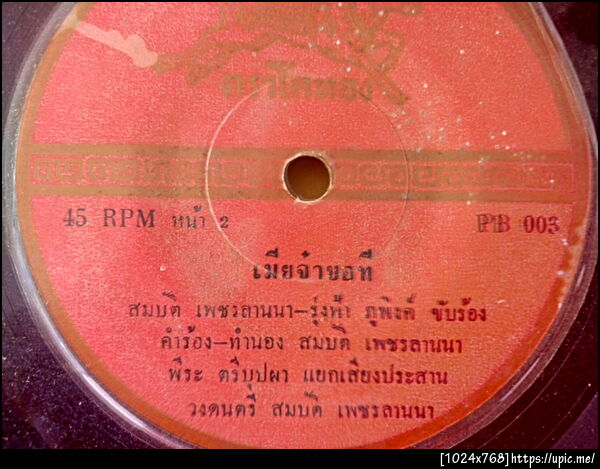 ตราโคทอง
45 RPM หน้า 2 PB 003
เมียจ๋าขอที
สมบติ เพชรลานนา-รุ่งฟ้า ภูพิงค์ ขับร้อง
คำร้อง-ทำนอง สมบติ เพชรลานนา
พีระ ตริบุปผา แยกเสียงประสาน
วงดนตรี สมบติ เพชรลานนา
[1024x768]https://upic.me/